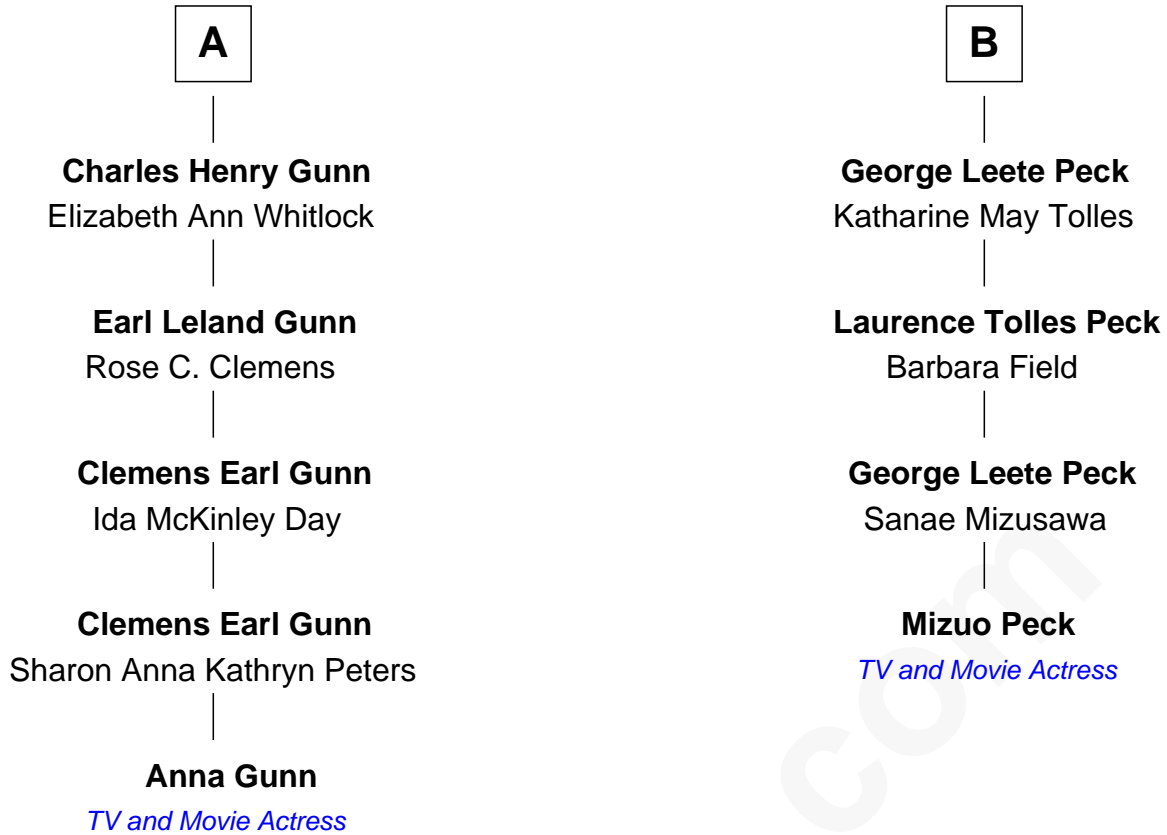 A
Charles Henry Gunn
Elizabeth Ann Whitlock
Earl Leland Gunn
Rose C. Clemens
Clemens Earl Gunn
Ida McKinley Day
Clemens Earl Gunn
Sharon Anna Kathryn Peters
Anna Gunn
TV and Movie Actress
B
George Leete Peck
Katharine May Tolles
Laurence Tolles Peck
Barbara Field
George Leete Peck
Sanae Mizusawa
Mizuo Peck
TV and Movie Actress
com